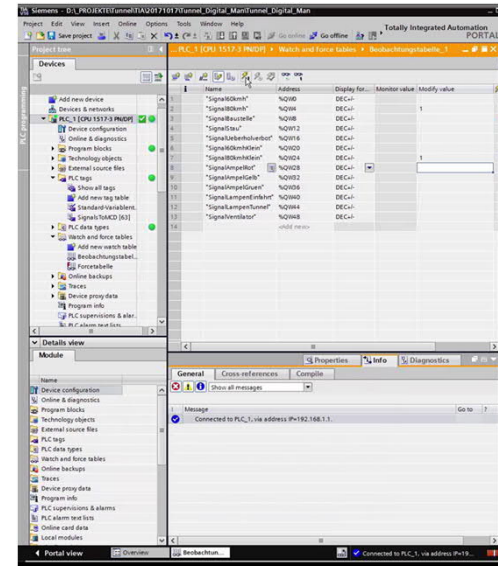 Siemens - D:\_PROJEKTE\Tunnel\TIA\20171017\Tunnel_Digital_Man\Tunnel_Digital_Man
Project Edit View Insert Online Options Tools Window Help
Totally Integrated Automation
PORTAL
Save project
Go online
Go offline
Project tree
PLC_1 [CPU 1517-3 PN/DP] Watch and force tables Beobachtungstabelle_1
Devices
PLC programming
i Name Address Display for... Monitor value Modify value
1 "Signal60kmh" %QW0 DEC+/-
2 "Signal80kmh" %QW4 DEC+/- 1
3 "SignalBaustelle" %QW8 DEC+/-
4 "SignalStau" %QW12 DEC+/-
5 "SignalUeberholverbot" %QW16 DEC+/-
6 "Signal60kmhKlein" %QW20 DEC+/-
7 "Signal80kmhKlein" %QW24 DEC+/- 1
8 "SignalAmpelRot" %QW28 DEC+/-
9 "SignalAmpelGelb" %QW32 DEC+/-
10 "SignalAmpelGruen" %QW36 DEC+/-
11 "SignalLampenEinfahrt" %QW40 DEC+/-
12 "SignalLampenTunnel" %QW44 DEC+/-
13 "SignalVentilator" %QW48 DEC+/-
14 <Add new>
Add new device
Devices & networks
PLC_1 [CPU 1517-3 PN/DP]
Device configuration
Online & diagnostics
Program blocks
Technology objects
External source files
PLC tags
Show all tags
Add new tag table
Standard-Variablent.
SignalsToMCD [63]
PLC data types
Watch and force tables
Add new watch table
Beobachtungstabel...
Forcetabelle
Online backups
Traces
Device proxy data
Program info
PLC supervisions & alar..
PLC alarm text lists
Details view
Module
Name
Device configuration
Online & diagnostics
Program blocks
Technology objects
External source files
PLC tags
PLC data types
Watch and force tables
Online backups
Traces
Device proxy data
Program info
PLC supervisions & alarms
PLC alarm text lists
Online card data
Local modules
Properties Info Diagnostics
General Cross-references Compile
Show all messages
! Message Go to ?
Connected to PLC_1, via address IP=192.168.1.1.
Portal view Overview Beobachtun... Connected to PLC_1, via address IP=19...